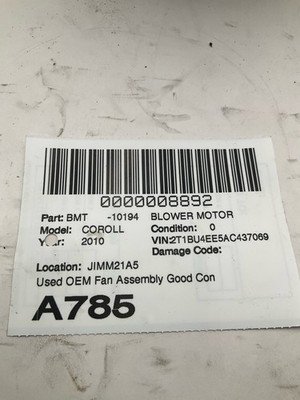 0000008892
Part: BMT -10194 BLOWER MOTOR
Model: COROLL Condition: 0
Year: 2010 VIN:2T1BU4EE5AC437069
Damage Code:
Location: JIMM21A5
Used OEM Fan Assembly Good Con
A785